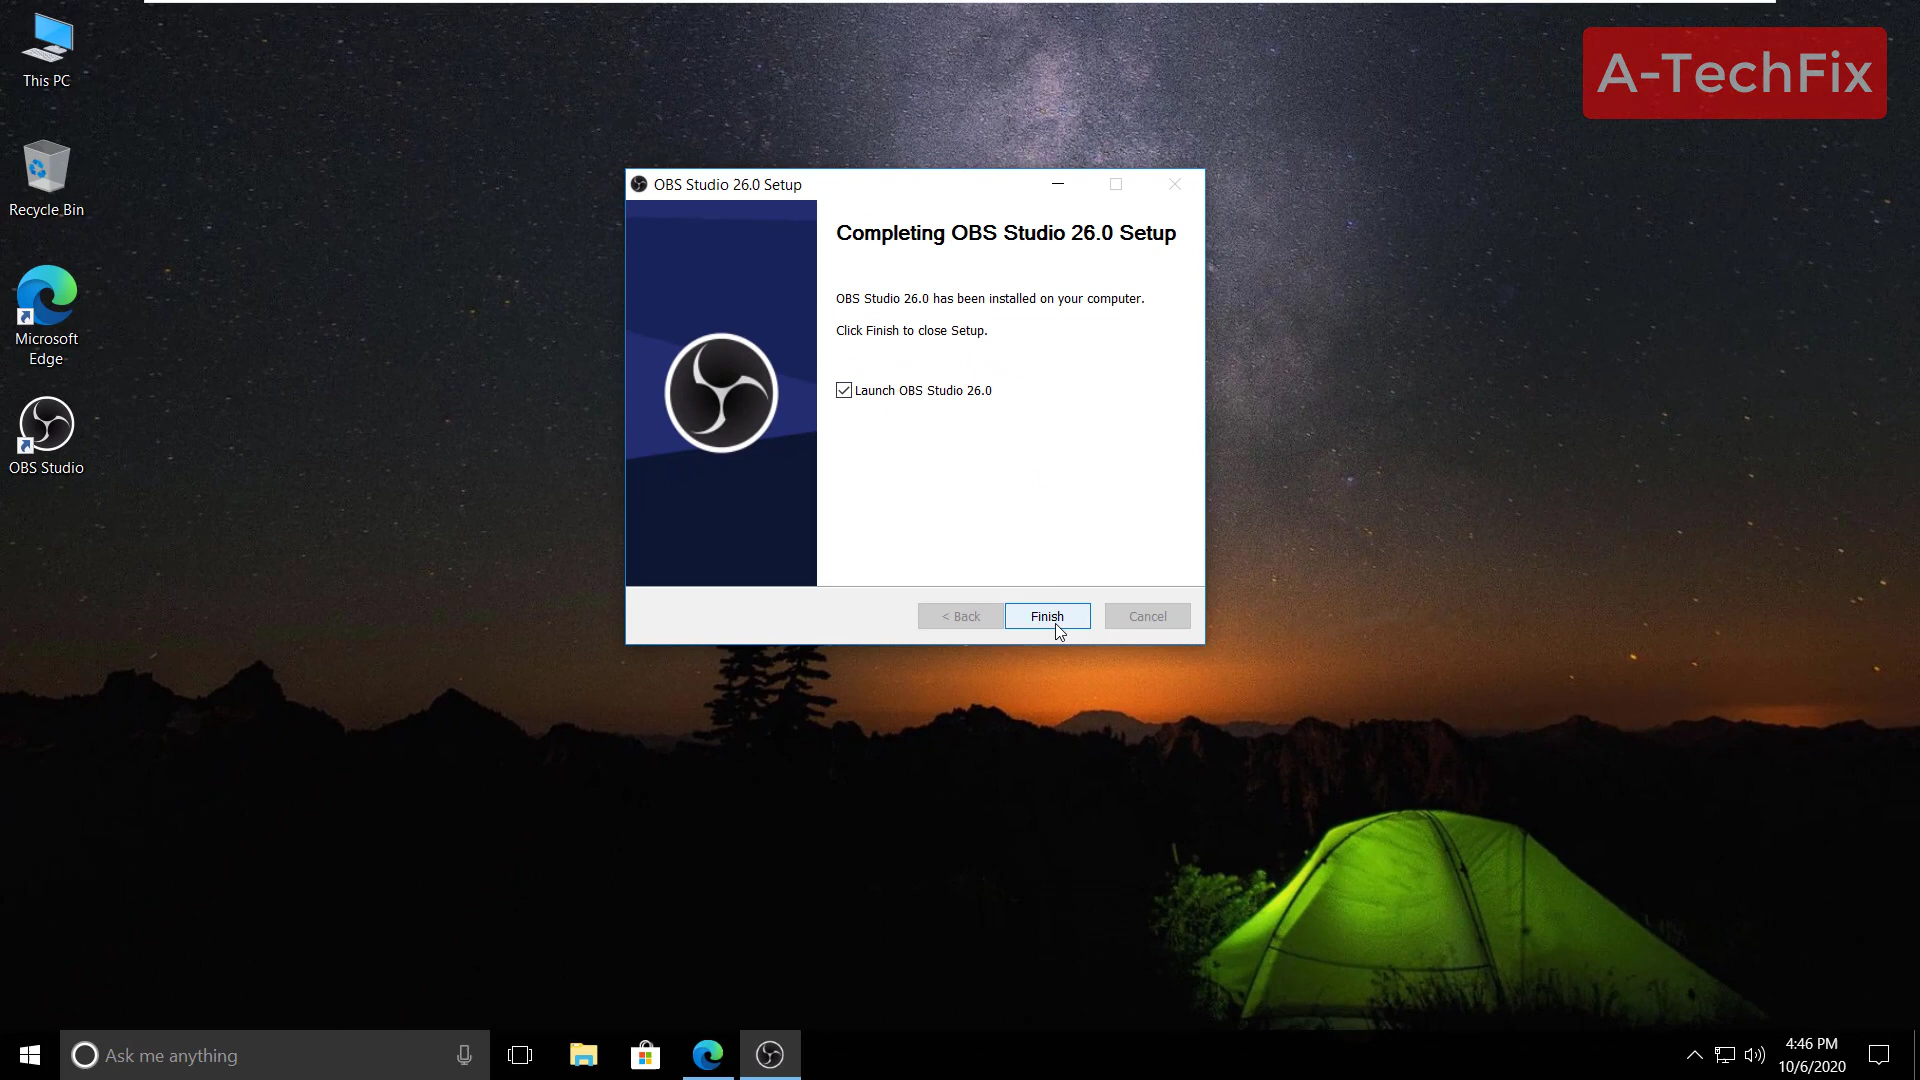 This PC
Recycle Bin
Microsoft
Edge
OBS Studio
A-TechFix
OBS Studio 26.0 Setup
Completing OBS Studio 26.0 Setup
OBS Studio 26.0 has been installed on your computer.
Click Finish to close Setup.
Launch OBS Studio 26.0
< Back
Finish
Cancel
Ask me anything
4:46 PM
10/6/2020